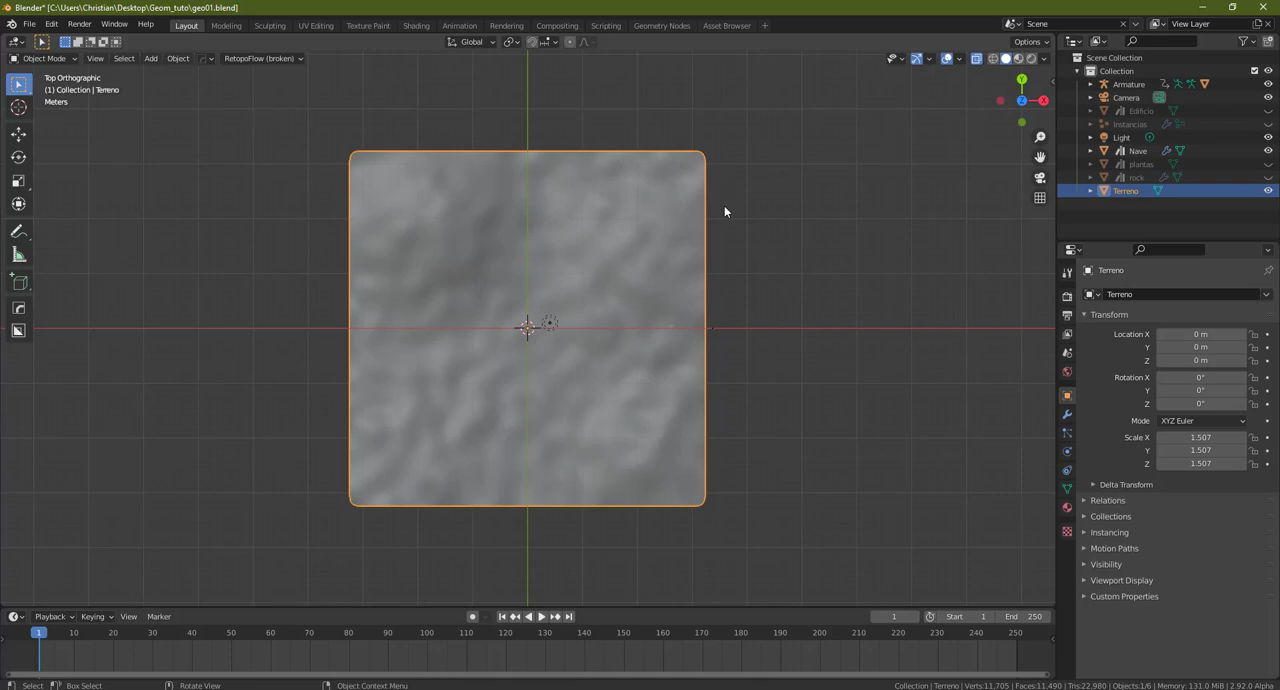 Blender* [C:\Users\Christian\Desktop\Geom_tuto\geo01.blend]
File Edit Render Window Help Layout Modeling Sculpting UV Editing Texture Paint Shading Animation Rendering Compositing Scripting Geometry Nodes Asset Browser + Scene View Layer
Global Options
Object Mode View Select Add Object RetopoFlow (broken)
Top Orthographic
(1) Collection | Terreno
Meters
Y
X
Z
Scene Collection
Collection
Armature
Camera
Edificio
Instancias
Light
Nave
plantas
rock
Terreno
Terreno
Terreno
Transform
Location X 0 m
Y 0 m
Z 0 m
Rotation X 0°
Y 0°
Z 0°
Mode XYZ Euler
Scale X 1.507
Y 1.507
Z 1.507
Delta Transform
Relations
Collections
Instancing
Motion Paths
Visibility
Viewport Display
Custom Properties
Playback Keying View Marker 1 Start 1 End 250
1 10 20 30 40 50 60 70 80 90 100 110 120 130 140 150 160 170 180 190 200 210 220 230 240 250
Select Box Select Rotate View Object Context Menu Collection | Terreno | Verts:11,705 | Faces:11,490 | Tris:22,980 | Objects:1/6 | Memory: 131.0 MiB | 2.92.0 Alpha